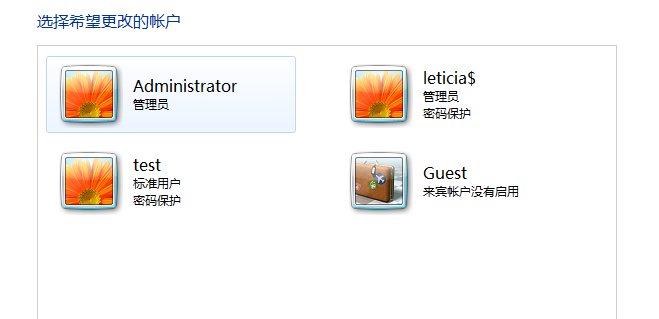 选择希望更改的帐户
Administrator
管理员
leticia$
管理员
密码保护
test
标准用户
密码保护
Guest
来宾帐户没有启用